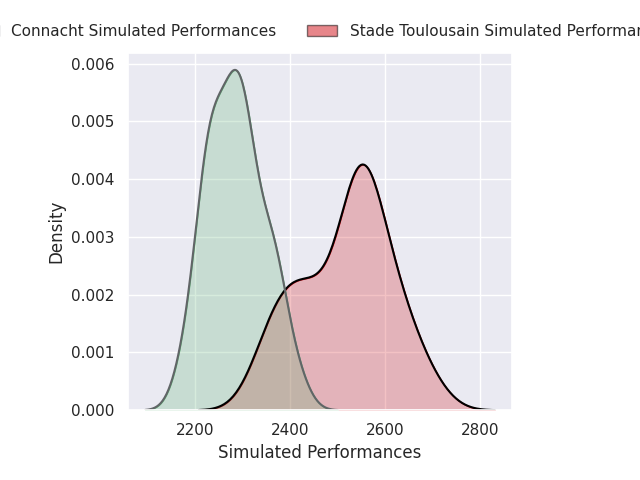 Connacht Simulated Performances
Stade Toulousain Simulated
0.006
0.005
0.004
0.003
0.002
0.001
0.000
Density
2200 2400 2600 2800
Simulated Performances